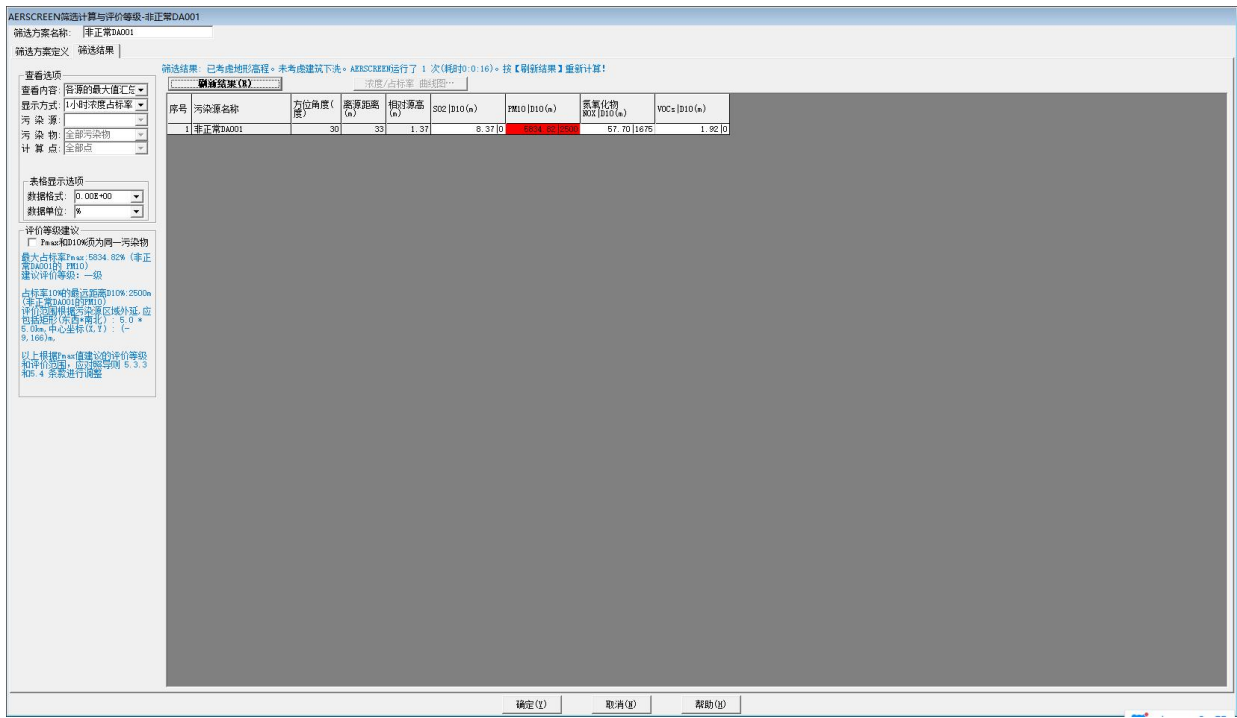 AERSCREEN筛选计算与评价等级-非正常DA001
筛选方案名称: 非正常DA001
筛选方案定义 筛选结果
查看选项
查看内容: 各源的最大值汇总
显示方式: 1小时浓度占标率
污 染 源:
污 染 物: 全部污染物
计 算 点: 全部点
表格显示选项
数据格式: 0.00E+00
数据单位: %
评价等级建议
Pmax和D10%须为同一污染物
最大占标率Pmax:5834.82% (非正
常DA001的 PM10)
建议评价等级: 一级
占标率10%的最远距离D10%:2500m
(非正常DA001的PM10)
评价范围根据污染源区域外延,应
包括矩形(东西*南北): 5.0 *
5.0km,中心坐标(X,Y): (-
9,166)m。
以上根据Pmax值建议的评价等级
和评价范围, 应对照导则 5.3.3
和5.4 条款进行调整
筛选结果: 已考虑地形高程。未考虑建筑下洗。AERSCREEN运行了 1 次(耗时0:0:16)。按【刷新结果】重新计算!
刷新结果(R) 浓度/占标率 曲线图…
序号 污染源名称 方位角度(度) 离源距离(m) 相对源高(m) SO2|D10(m) PM10|D10(m) 氮氧化物NOX|D10(m) VOCs|D10(m)
1 非正常DA001 30 33 1.37 8.37|0 5834.82|2500 57.70|1675 1.92|0
确定(Y) 取消(N) 帮助(H)